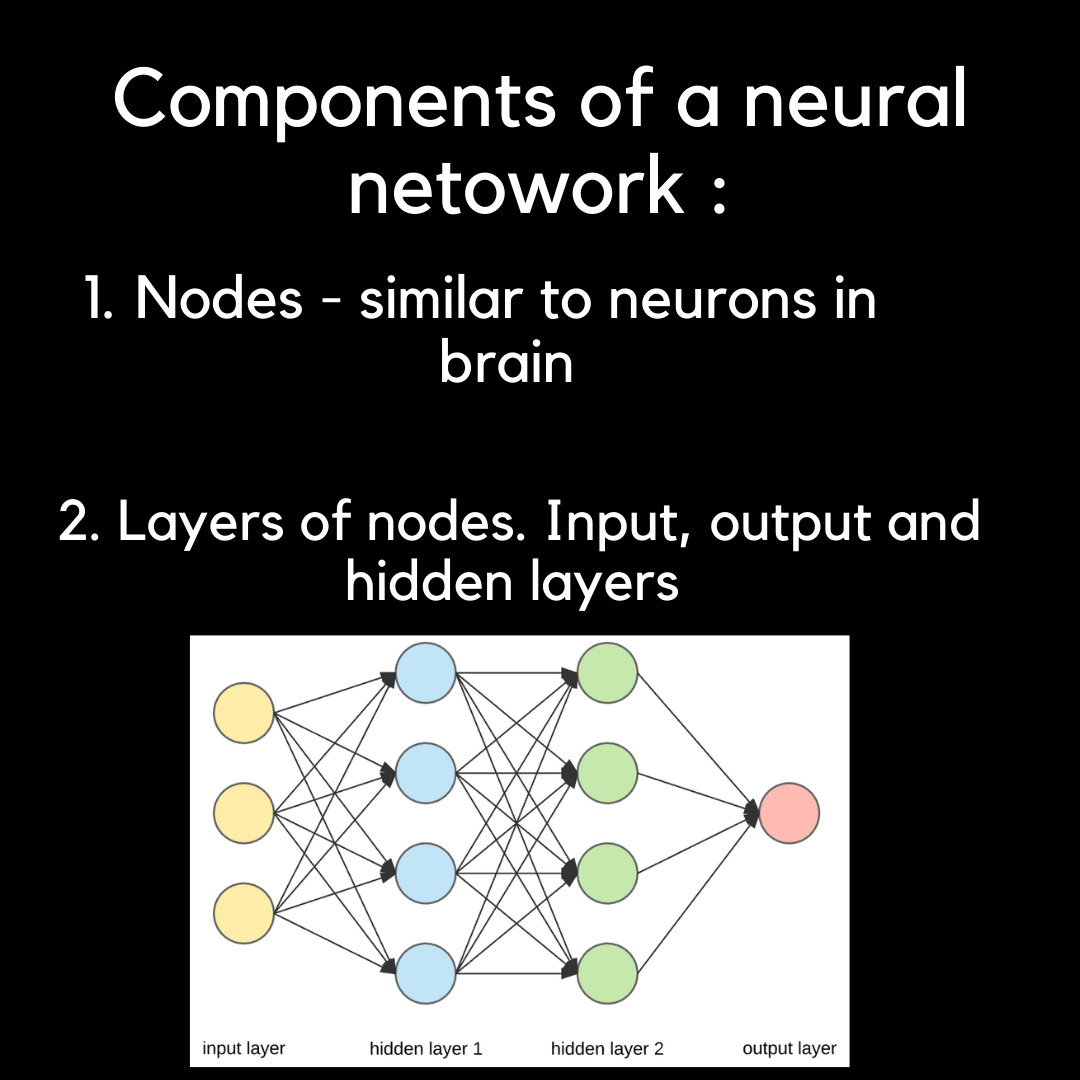 Components of a neural
netowork :
1. Nodes - similar to neurons in
brain
2. Layers of nodes. Input, output and
hidden layers
input layer
hidden layer 1
hidden layer 2
output layer